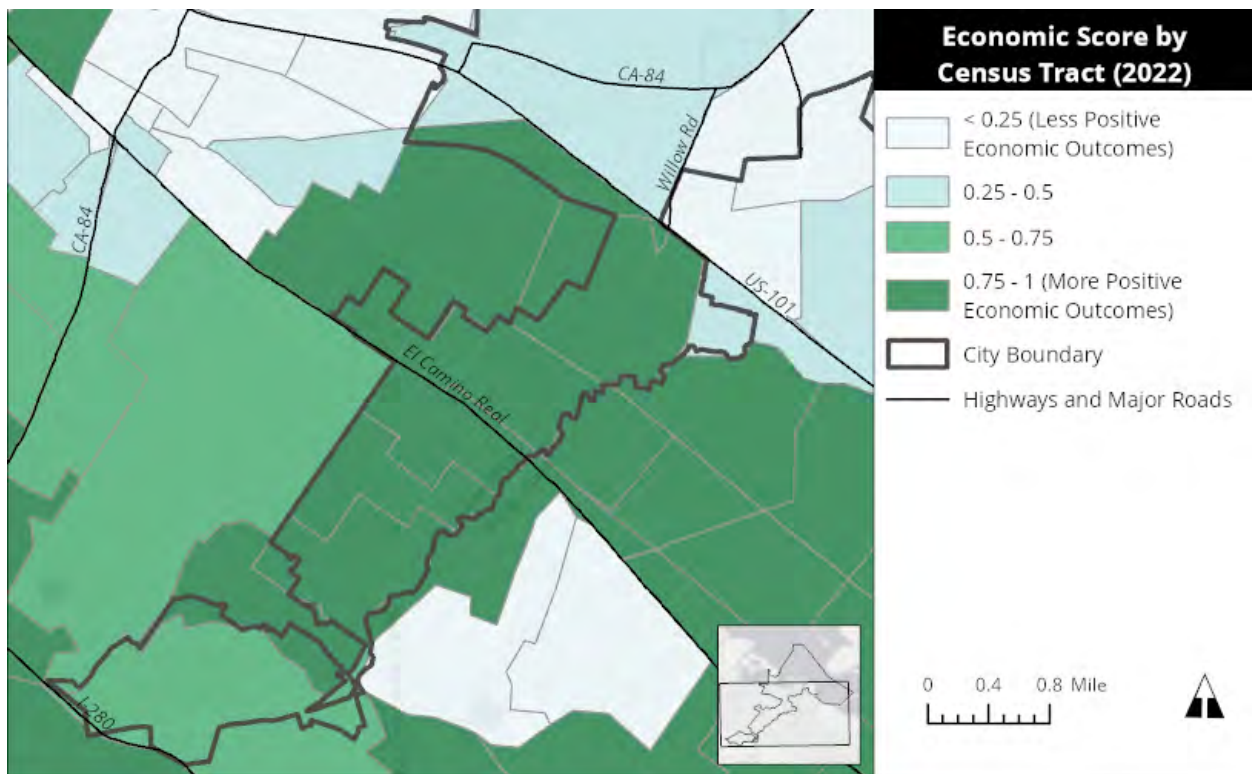 Economic Score by
Census Tract (2022)
< 0.25 (Less Positive
Economic Outcomes)
0.25 - 0.5
0.5 - 0.75
0.75 - 1 (More Positive
Economic Outcomes)
City Boundary
Highways and Major Roads
0 0.4 0.8 Mile
CA-84
Willow Rd
CA-84
US-101
El Camino Real
I-280